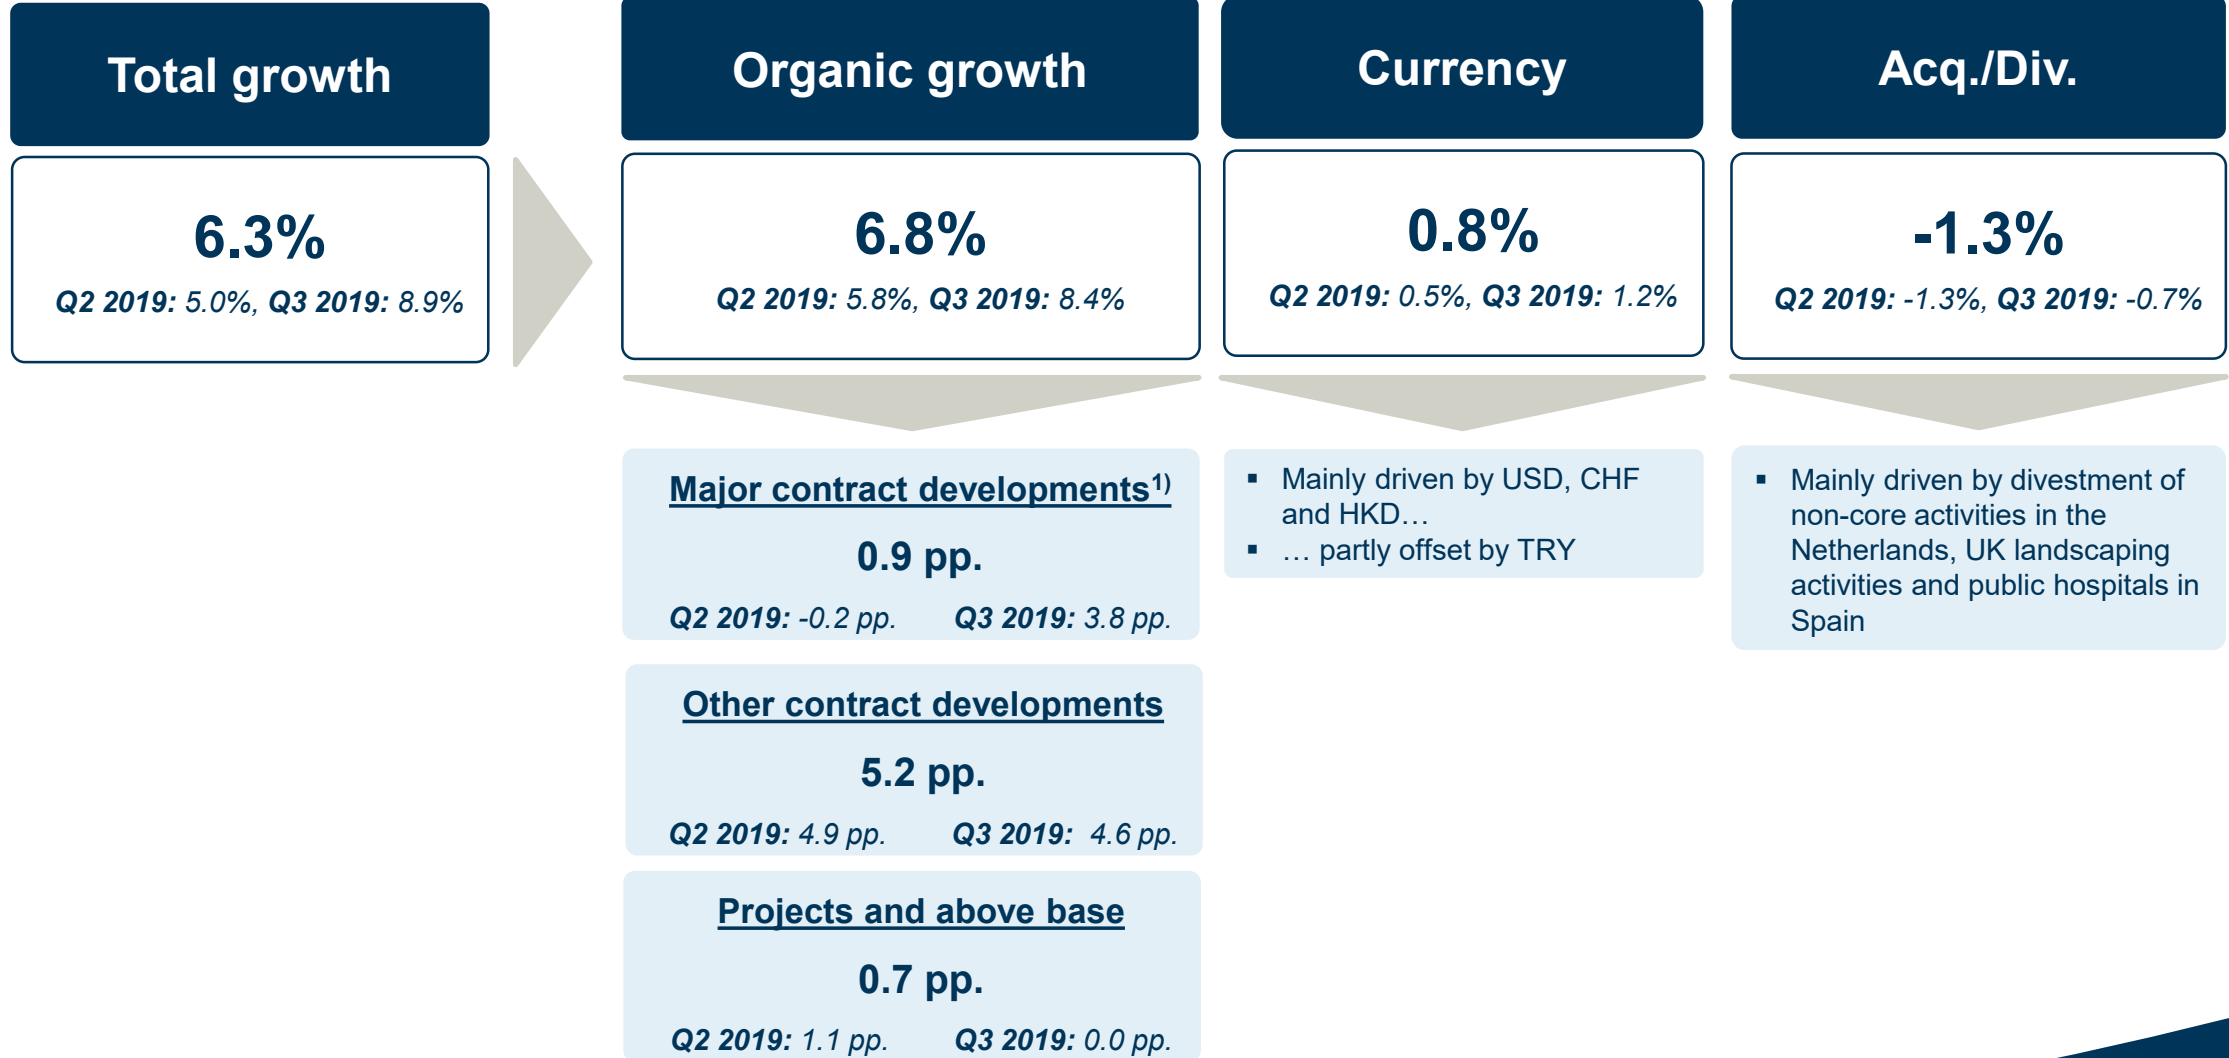 Total growth
6.3%
Q2 2019: 5.0%, Q3 2019: 8.9%
Organic growth
6.8%
Q2 2019: 5.8%, Q3 2019: 8.4%
Major contract developments1)
0.9 pp.
Q2 2019: -0.2 pp. Q3 2019: 3.8 pp.
Other contract developments
5.2 pp.
Q2 2019: 4.9 pp. Q3 2019: 4.6 pp.
Projects and above base
0.7 pp.
Q2 2019: 1.1 pp. Q3 2019: 0.0 pp.
Currency
0.8%
Q2 2019: 0.5%, Q3 2019: 1.2%
▪ Mainly driven by USD, CHF
and HKD…
▪ … partly offset by TRY
Acq./Div.
-1.3%
Q2 2019: -1.3%, Q3 2019: -0.7%
▪ Mainly driven by divestment of
non-core activities in the
Netherlands, UK landscaping
activities and public hospitals in
Spain